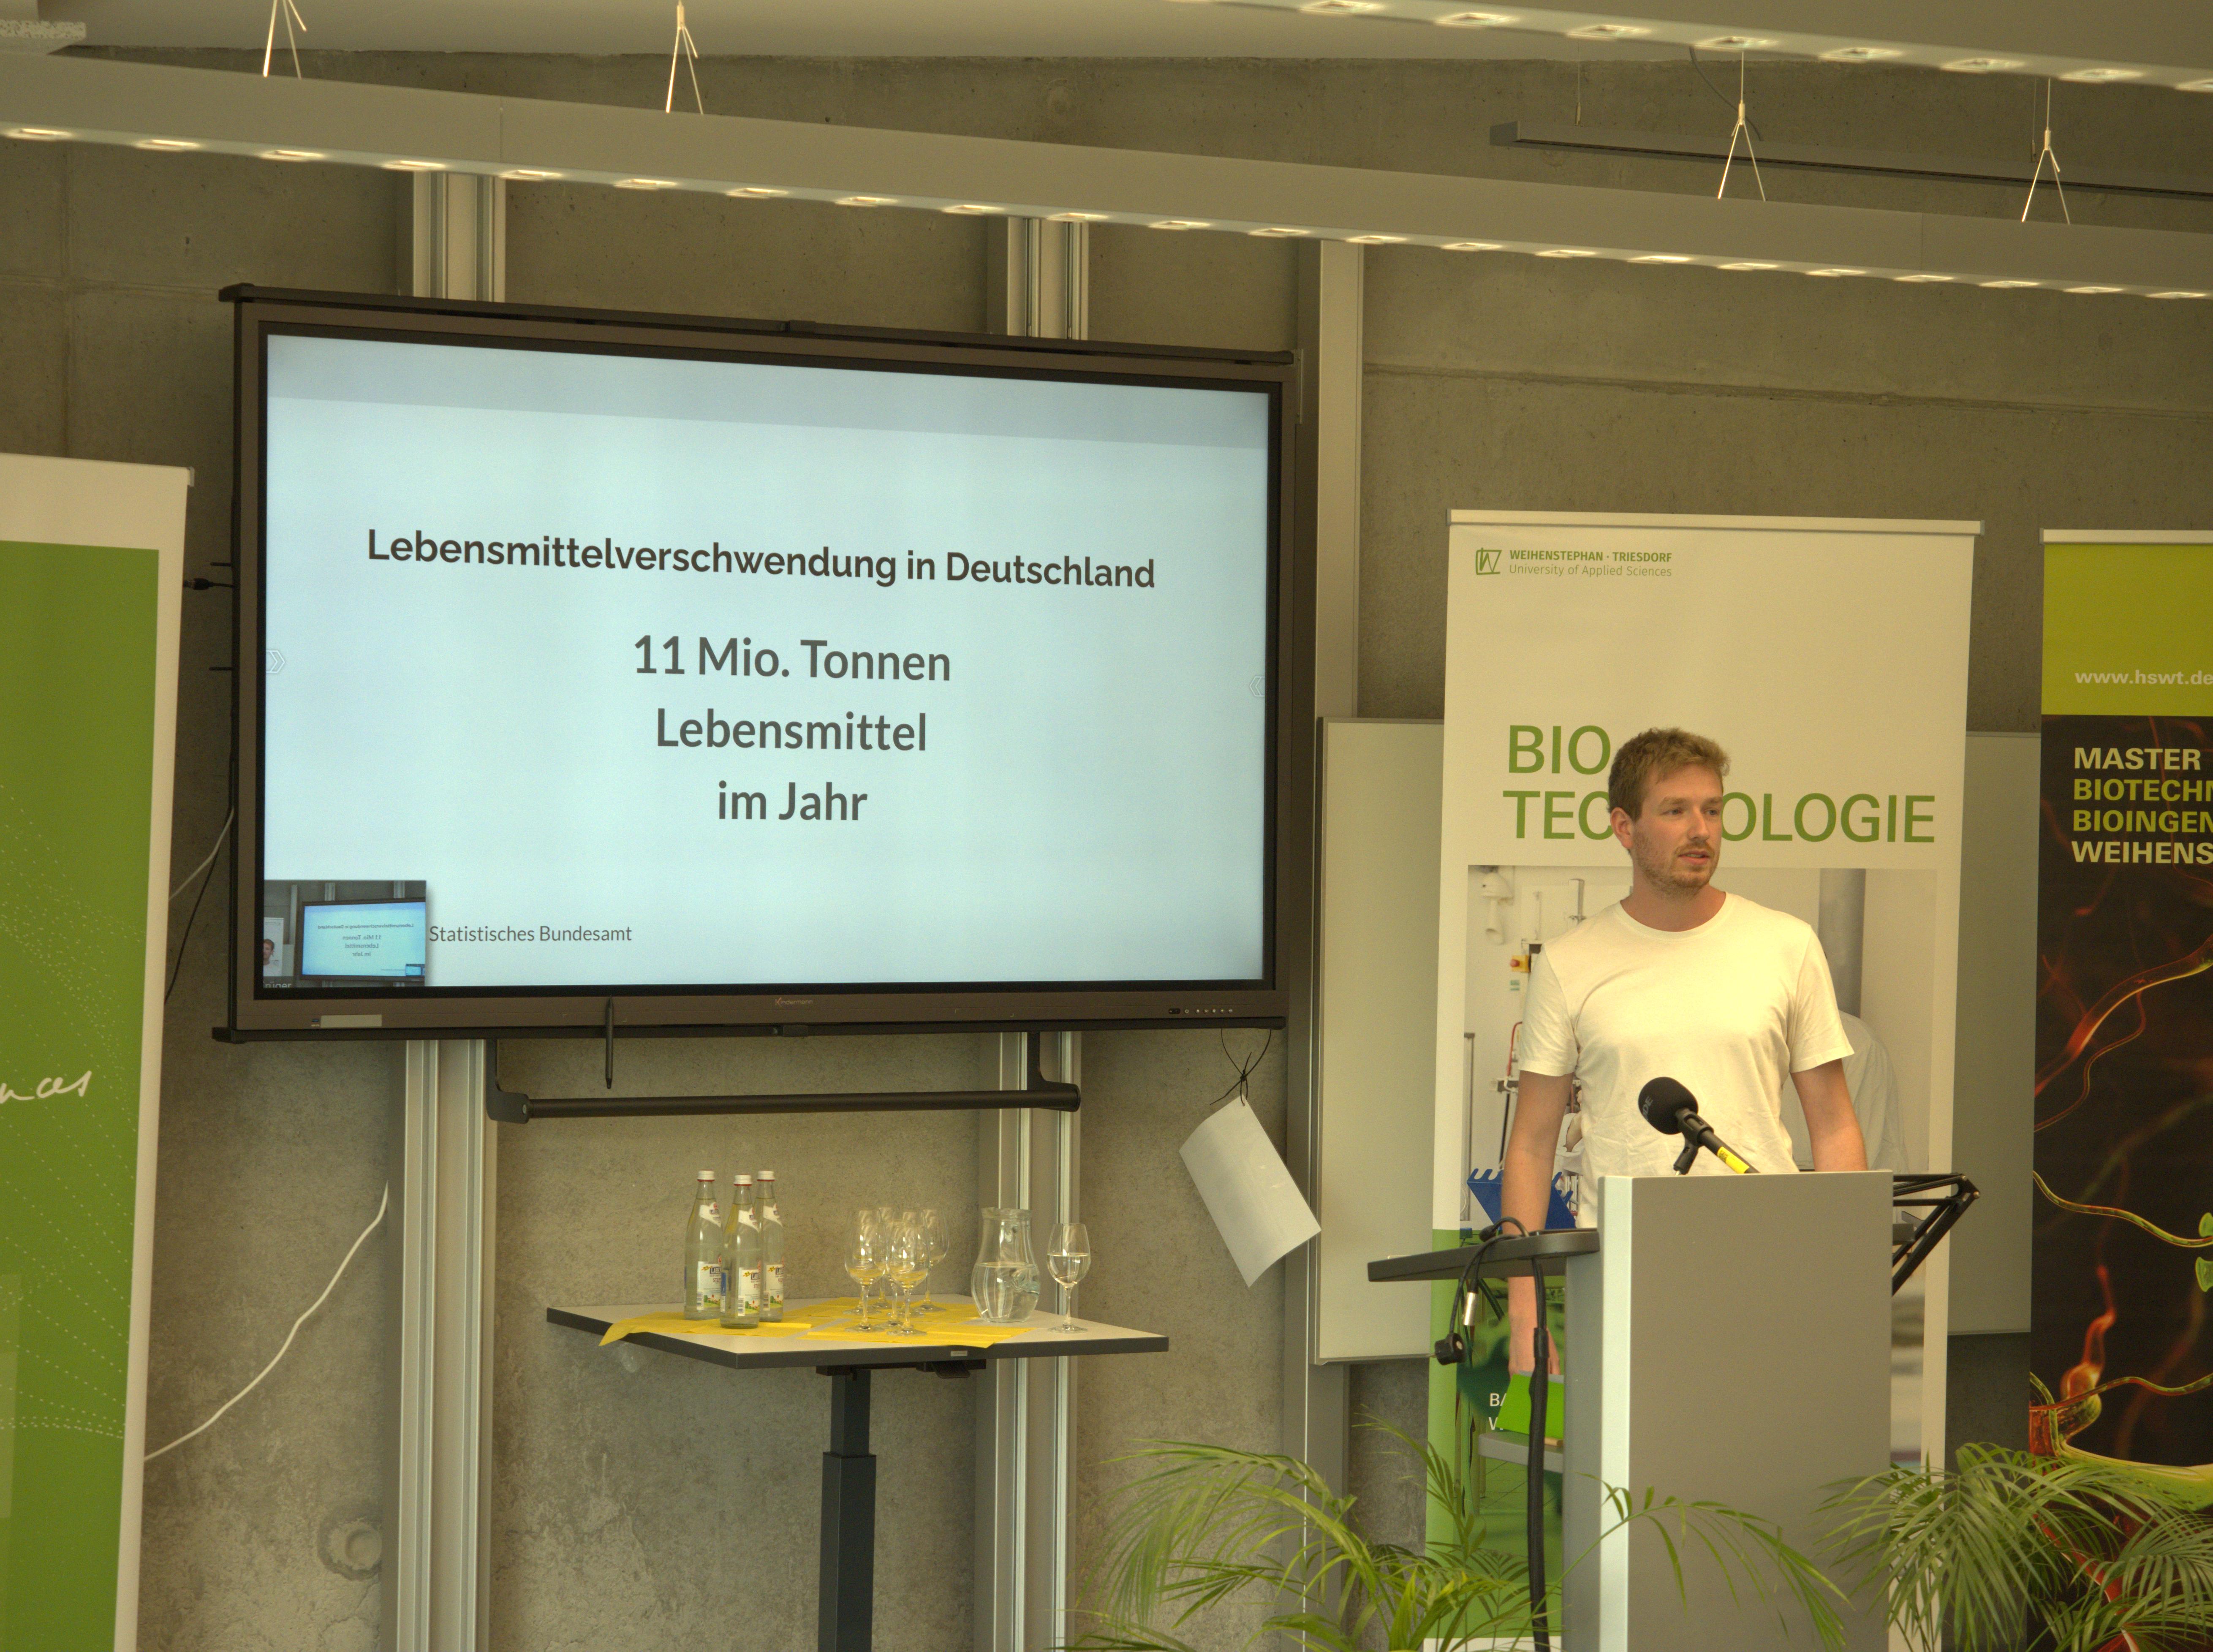 Lebensmittelverschwendung in Deutschland
11 Mio. Tonnen
Lebensmittel
im Jahr
Statistisches Bundesamt
WEIHENSTEPHAN - TRIESDORF
University of Applied Sciences
BIO
TEC OLOGIE
www.hswt.de
MASTER
BIOTECHN
BIOINGEN
WEIHENS